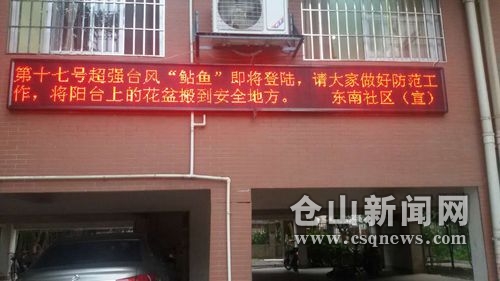 第十七号超强台风“鲇鱼”即将登陆，请大家做好防范工
作，将阳台上的花盆搬到安全地方。 东南社区（宣）
仓山新闻网
www.csqnews.com